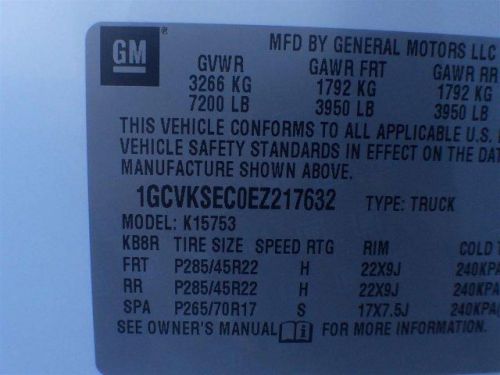 GM
MFD BY GENERAL MOTORS LLC
GVWR GAWR FRT GAWR RR
3266 KG 1792 KG 1792 KG
7200 LB 3950 LB 3950 LB
THIS VEHICLE CONFORMS TO ALL APPLICABLE U.S.
VEHICLE SAFETY STANDARDS IN EFFECT ON THE DAT
MANUFACTURE SHOWN ABOVE.
1GCVKSEC0EZ217632 TYPE: TRUCK
MODEL: K15753
KB8R TIRE SIZE SPEED RTG RIM COLD T
FRT P285/45R22 H 22X9J 240KPA
RR P285/45R22 H 22X9J 240KPA
SPA P265/70R17 S 17X7.5J 240KPA/
SEE OWNER'S MANUAL i FOR MORE INFORMATION.